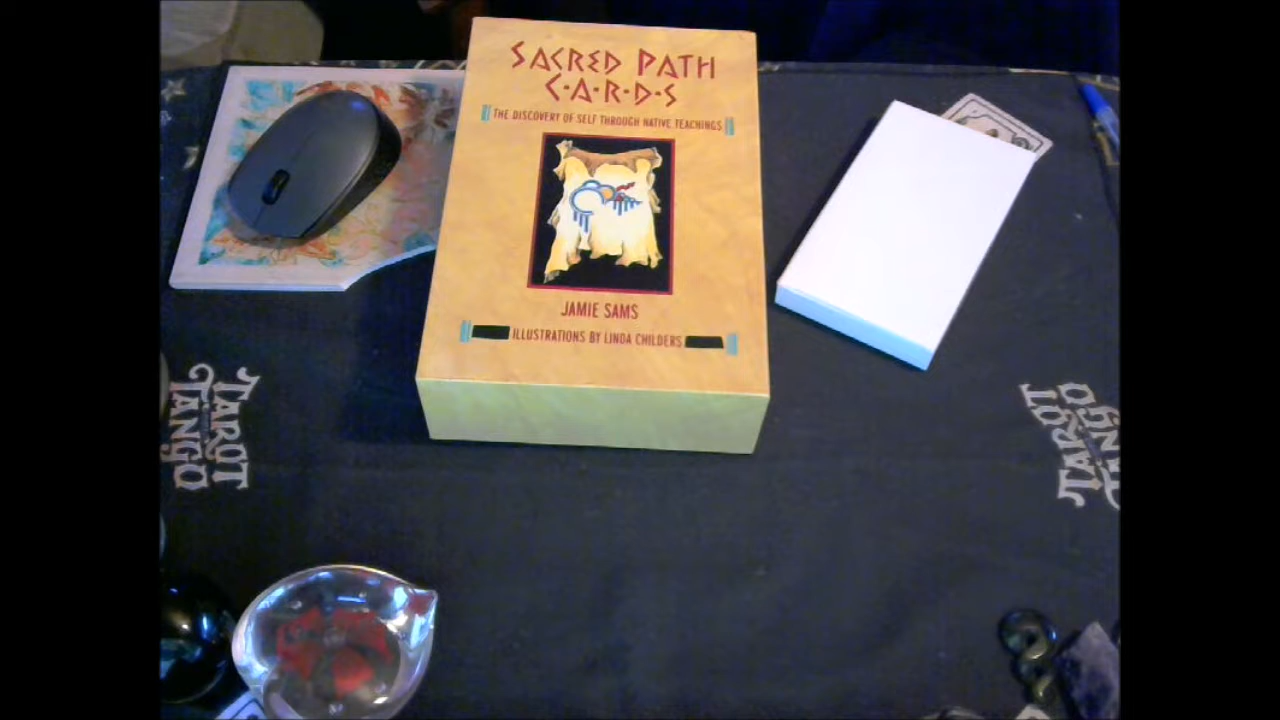 SACRED PATH
C·A·R·D·S
THE DISCOVERY OF SELF THROUGH NATIVE TEACHINGS
JAMIE SAMS
ILLUSTRATIONS BY LINDA CHILDERS
TAROT
TANGO
TAROT
TANGO